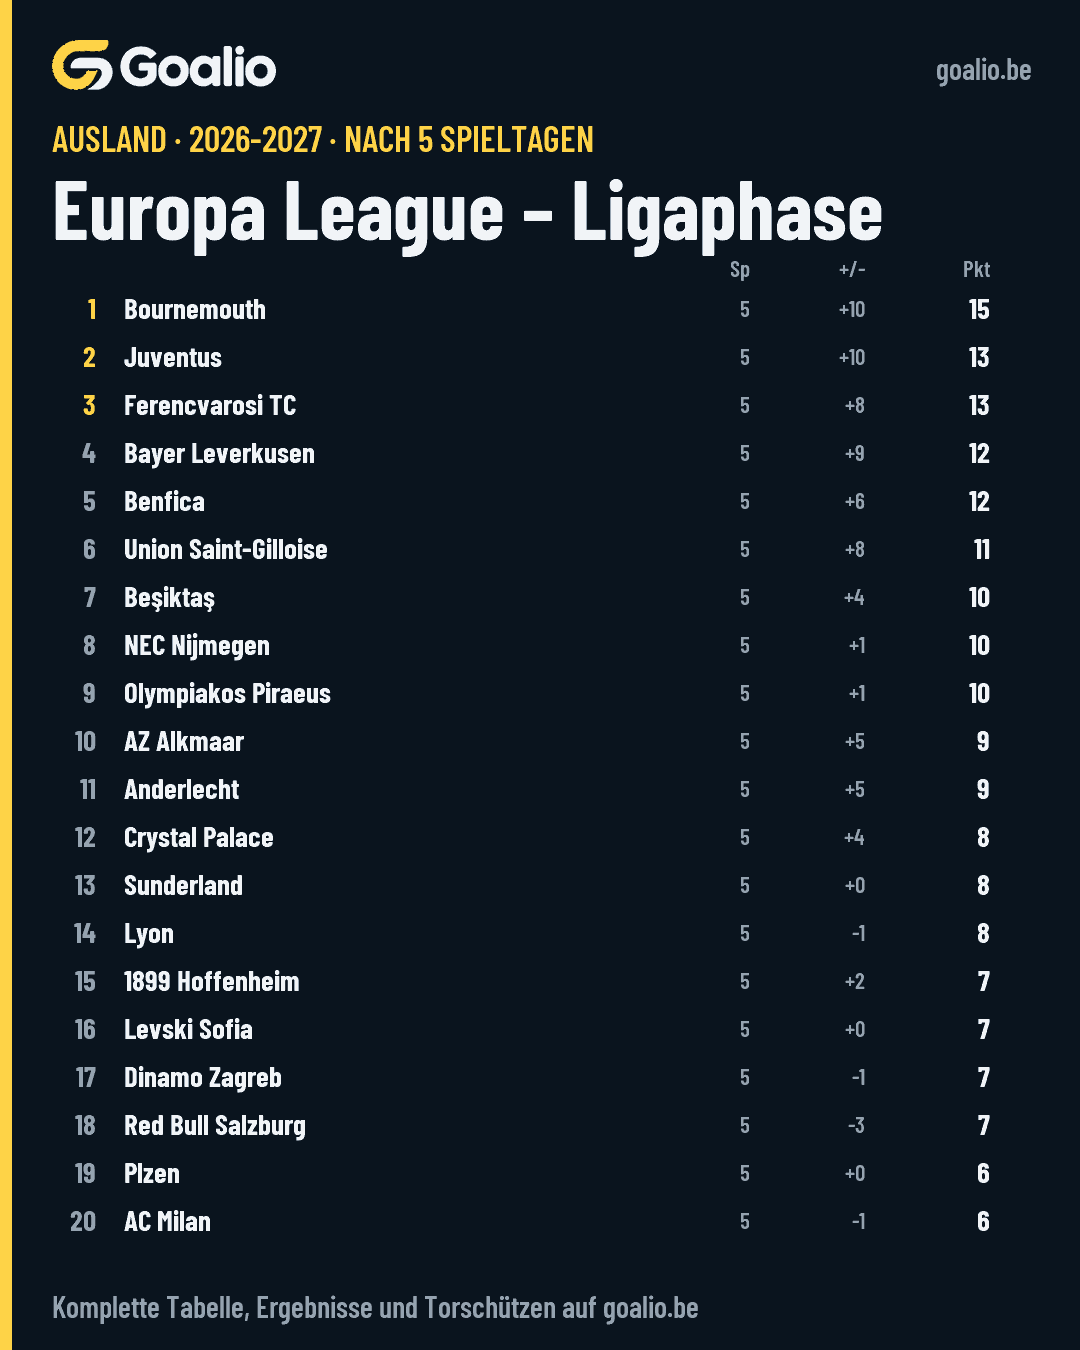 Goalio
goalio.be
AUSLAND · 2026-2027 · NACH 5 SPIELTAGEN
Europa League – Ligaphase
Sp +/- Pkt
1 Bournemouth 5 +10 15
2 Juventus 5 +10 13
3 Ferencvarosi TC 5 +8 13
4 Bayer Leverkusen 5 +9 12
5 Benfica 5 +6 12
6 Union Saint-Gilloise 5 +8 11
7 Beşiktaş 5 +4 10
8 NEC Nijmegen 5 +1 10
9 Olympiakos Piraeus 5 +1 10
10 AZ Alkmaar 5 +5 9
11 Anderlecht 5 +5 9
12 Crystal Palace 5 +4 8
13 Sunderland 5 +0 8
14 Lyon 5 -1 8
15 1899 Hoffenheim 5 +2 7
16 Levski Sofia 5 +0 7
17 Dinamo Zagreb 5 -1 7
18 Red Bull Salzburg 5 -3 7
19 Plzen 5 +0 6
20 AC Milan 5 -1 6
Komplette Tabelle, Ergebnisse und Torschützen auf goalio.be